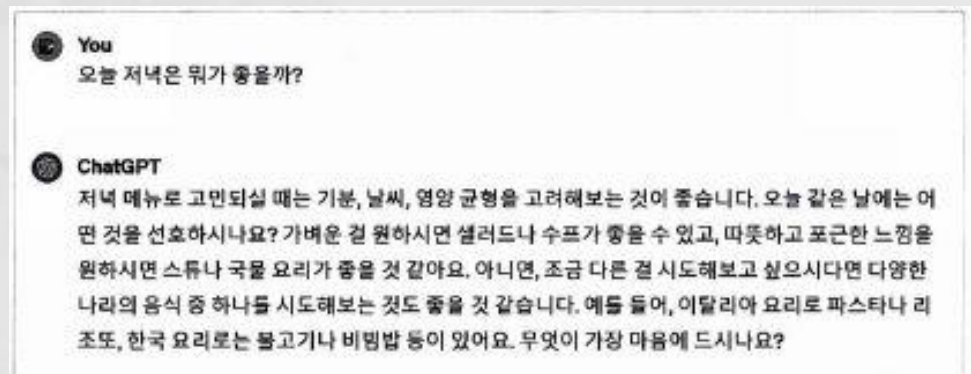 You
오늘 저녁은 뭐가 좋을까?
ChatGPT
저녁 메뉴로 고민되실 때는 기분, 날씨, 영양 균형을 고려해보는 것이 좋습니다. 오늘 같은 날에는 어
떤 것을 선호하시나요? 가벼운 걸 원하시면 샐러드나 수프가 좋을 수 있고, 따뜻하고 포근한 느낌을
원하시면 스튜나 국물 요리가 좋을 것 같아요. 아니면, 조금 다른 걸 시도해보고 싶으시다면 다양한
나라의 음식 중 하나를 시도해보는 것도 좋을 것 같습니다. 예를 들어, 이탈리아 요리로 파스타나 리
조또, 한국 요리로는 불고기나 비빔밥 등이 있어요. 무엇이 가장 마음에 드시나요?